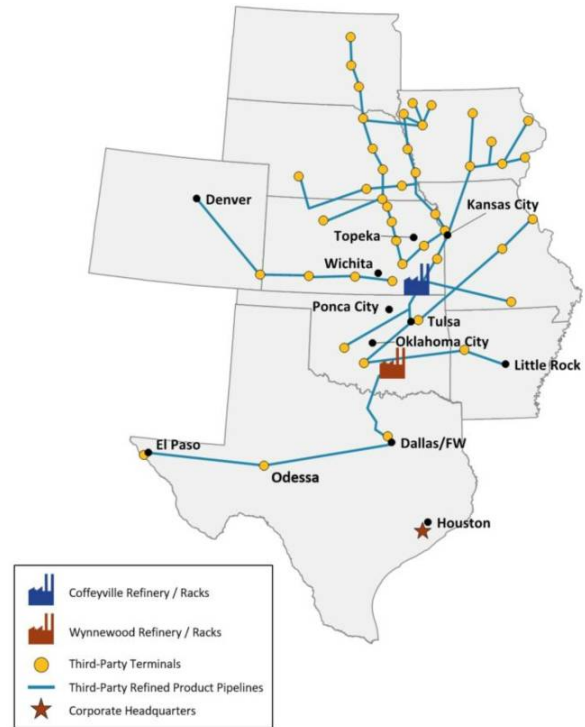 Denver
Kansas City
Topeka
Wichita
Ponca City
Tulsa
Oklahoma City
Little Rock
El Paso
Dallas/FW
Odessa
Houston
Coffeyville Refinery / Racks
Wynnewood Refinery / Racks
Third-Party Terminals
Third-Party Refined Product Pipelines
Corporate Headquarters